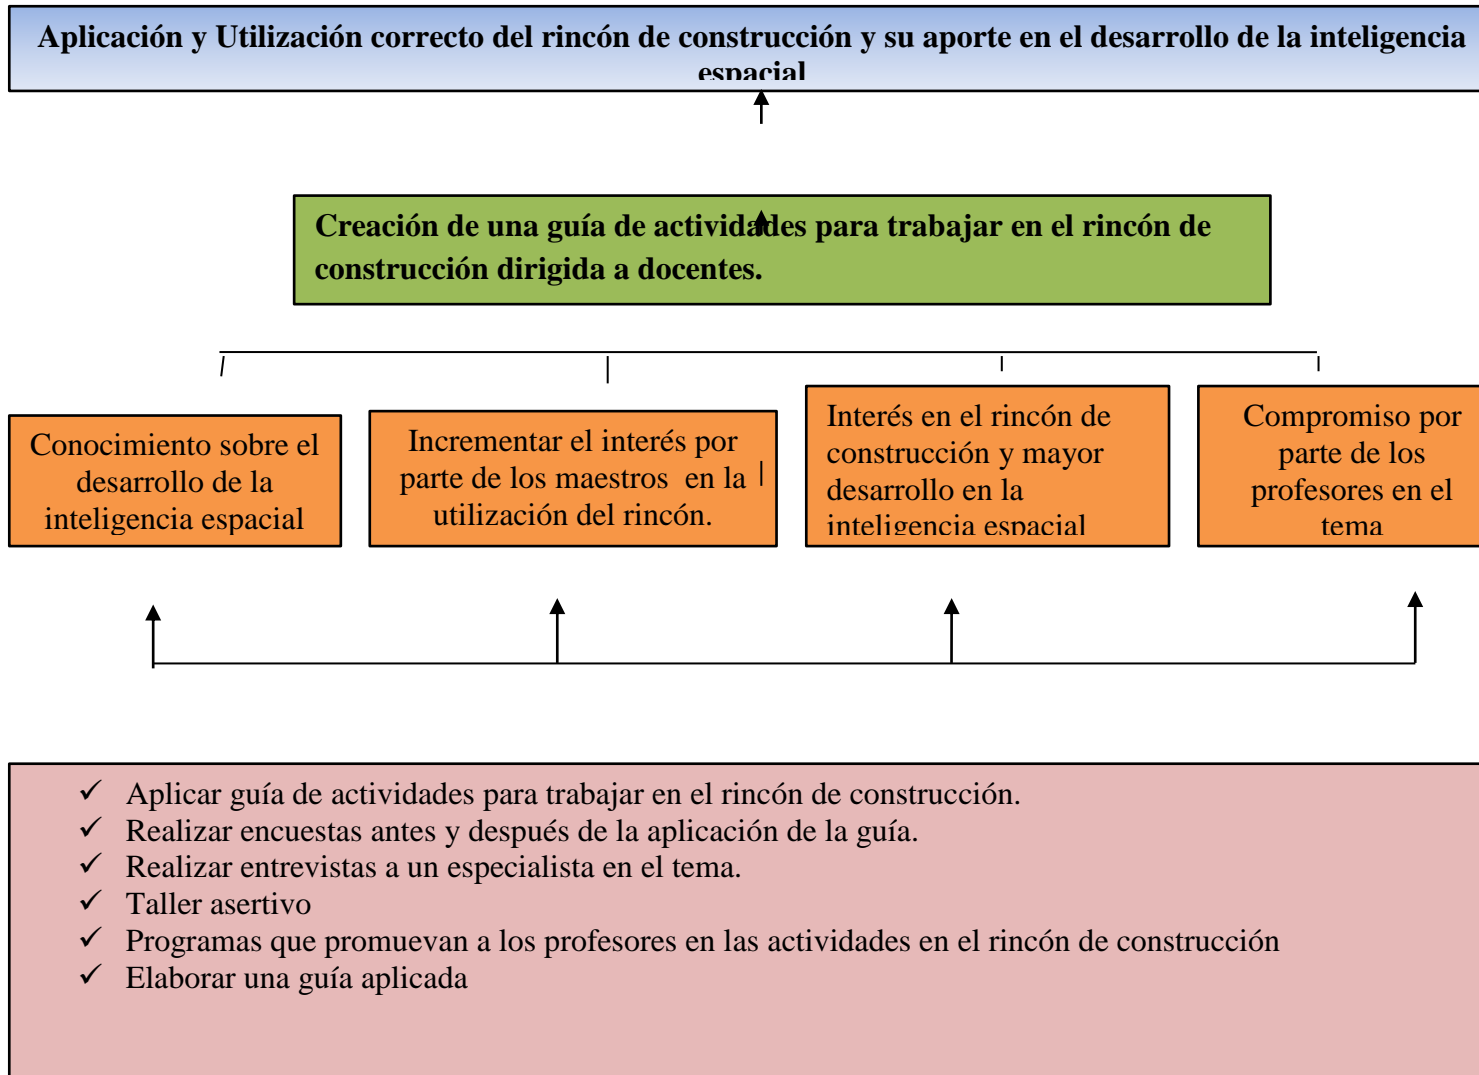 Aplicación y Utilización correcto del rincón de construcción y su aporte en el desarrollo de la inteligencia
espacial
Creación de una guía de actividades para trabajar en el rincón de
construcción dirigida a docentes.
Conocimiento sobre el
desarrollo de la
inteligencia espacial
Incrementar el interés por
parte de los maestros en la
utilización del rincón.
Interés en el rincón de
construcción y mayor
desarrollo en la
inteligencia espacial
Compromiso por
parte de los
profesores en el
tema
✓ Aplicar guía de actividades para trabajar en el rincón de construcción.
✓ Realizar encuestas antes y después de la aplicación de la guía.
✓ Realizar entrevistas a un especialista en el tema.
✓ Taller asertivo
✓ Programas que promuevan a los profesores en las actividades en el rincón de construcción
✓ Elaborar una guía aplicada